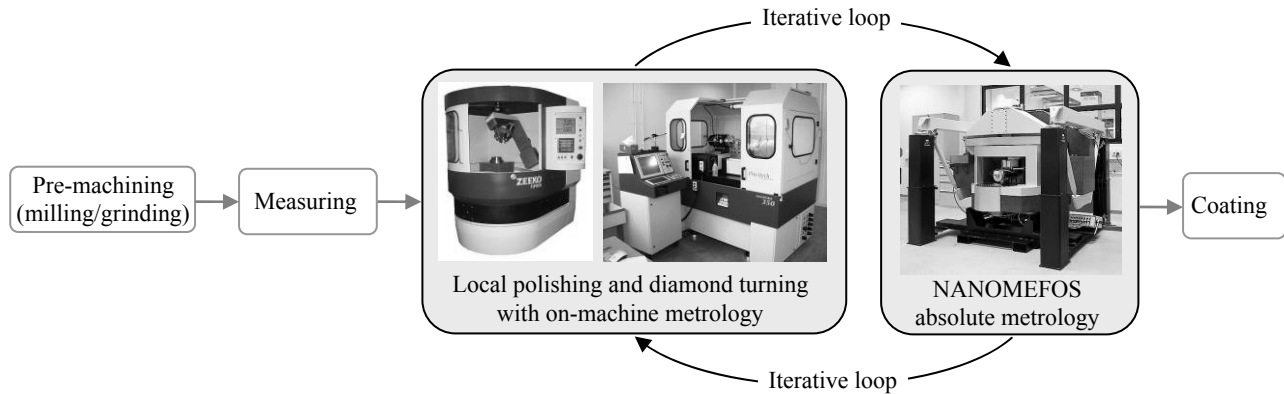 Iterative loop
Pre-machining
(milling/grinding)
Measuring
ZEEKO
350
Local polishing and diamond turning
with on-machine metrology
NANOMEFOS
absolute metrology
Coating
Iterative loop